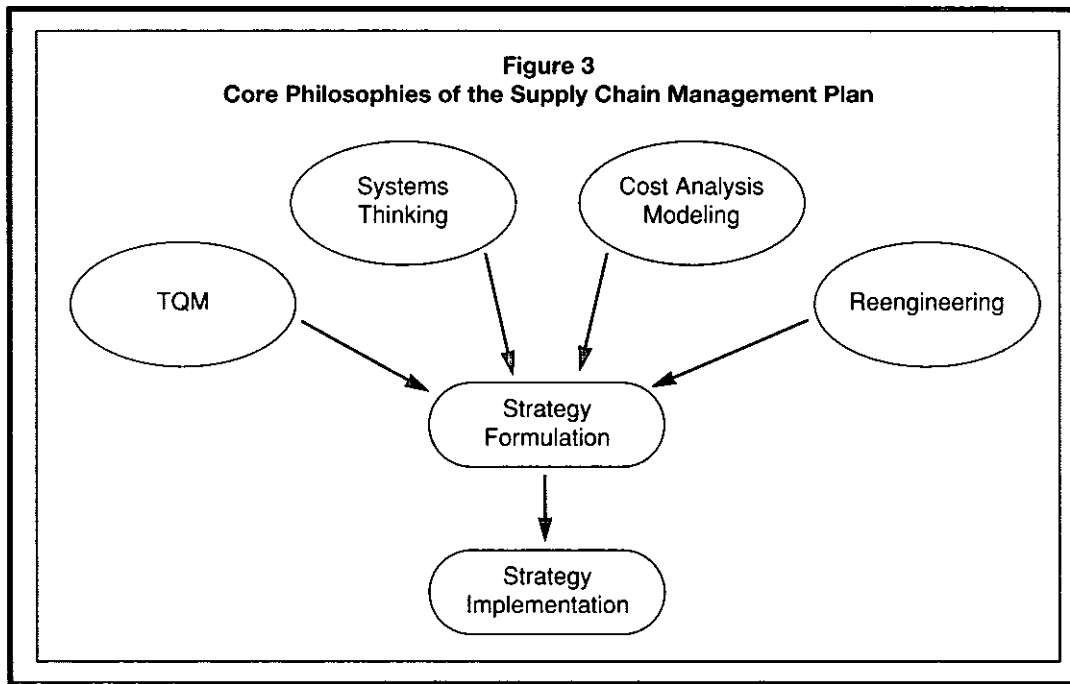 Figure 3
Core Philosophies of the Supply Chain Management Plan
Systems
Thinking
Cost Analysis
Modeling
TQM
Reengineering
Strategy
Formulation
Strategy
Implementation